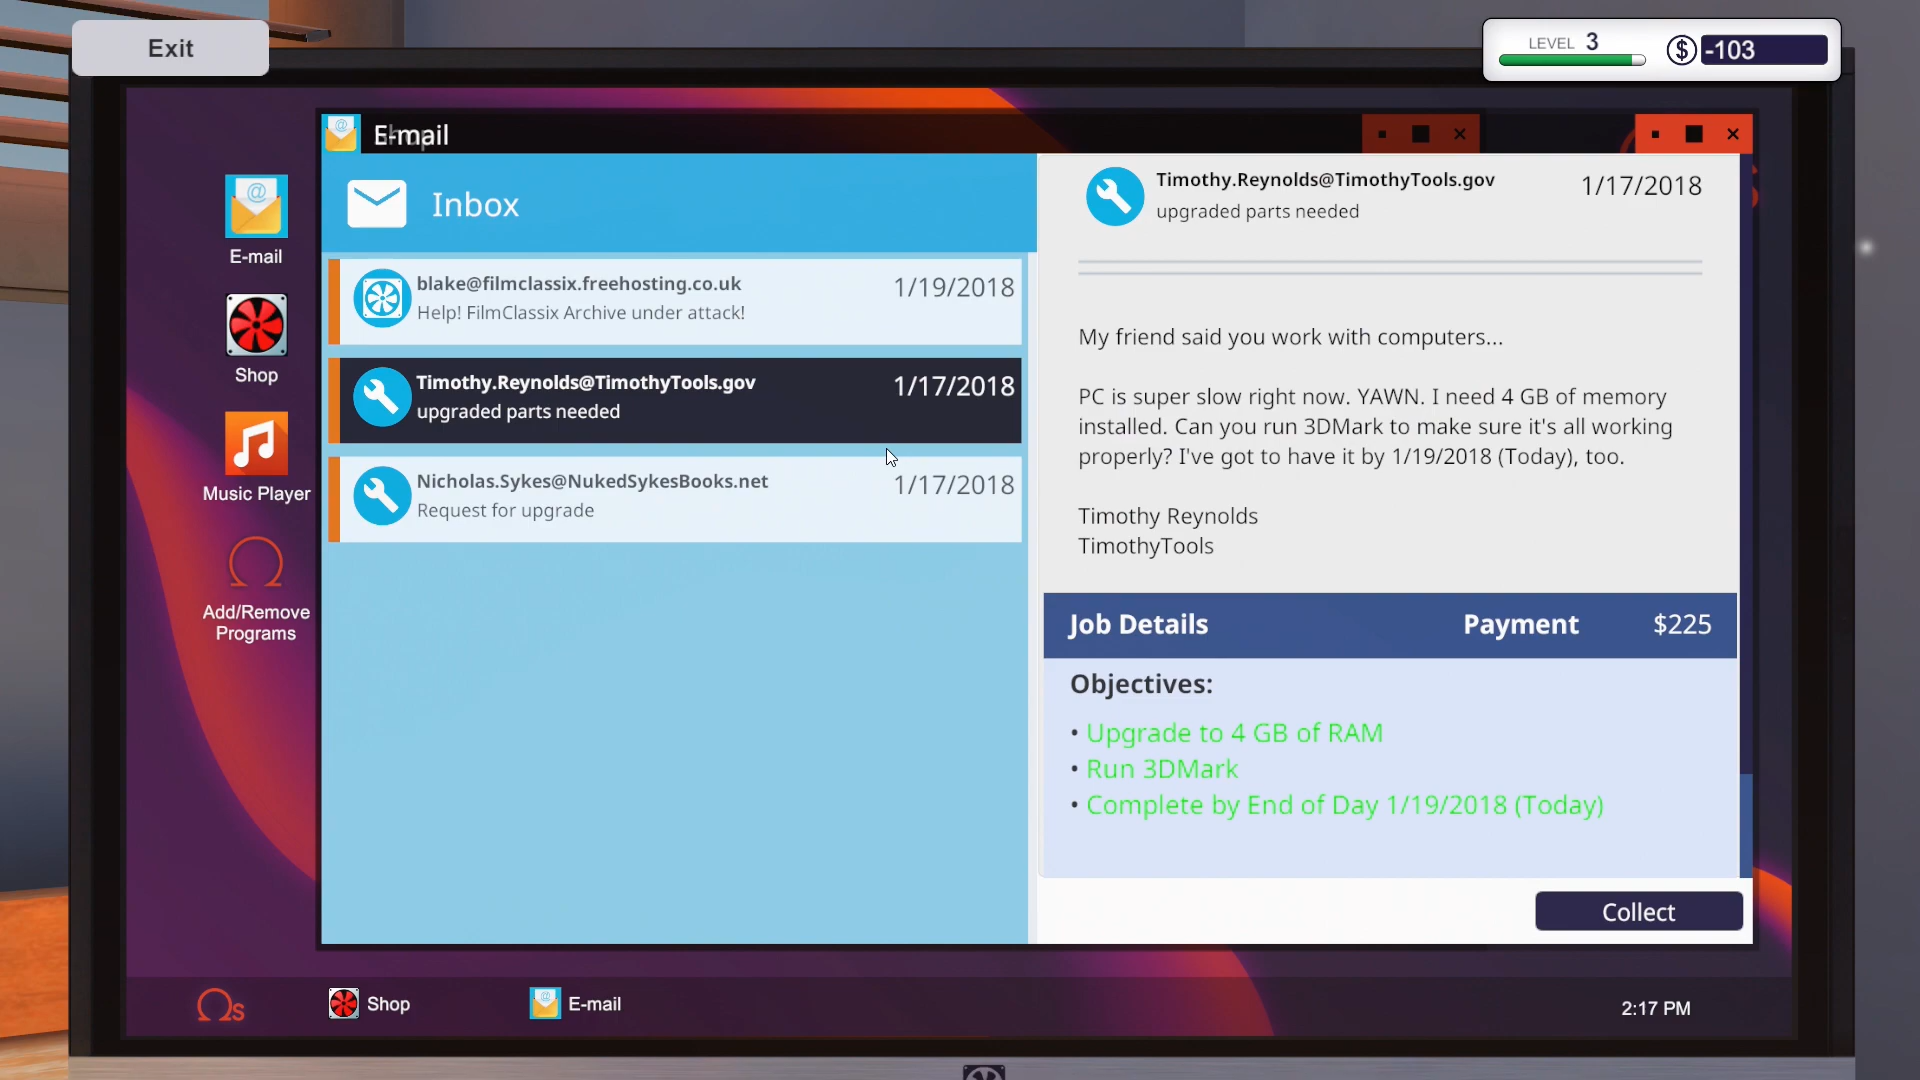 Exit
LEVEL 3
$ -103
E-mail
E-mail
Shop
Music Player
Add/Remove
Programs
Inbox
blake@filmclassix.freehosting.co.uk
1/19/2018
Help! FilmClassix Archive under attack!
Timothy.Reynolds@TimothyTools.gov
1/17/2018
upgraded parts needed
Nicholas.Sykes@NukedSykesBooks.net
1/17/2018
Request for upgrade
Timothy.Reynolds@TimothyTools.gov
1/17/2018
upgraded parts needed
My friend said you work with computers...
PC is super slow right now. YAWN. I need 4 GB of memory
installed. Can you run 3DMark to make sure it's all working
properly? I've got to have it by 1/19/2018 (Today), too.
Timothy Reynolds
TimothyTools
Job Details
Payment
$225
Objectives:
• Upgrade to 4 GB of RAM
• Run 3DMark
• Complete by End of Day 1/19/2018 (Today)
Collect
Ωs
Shop
E-mail
2:17 PM